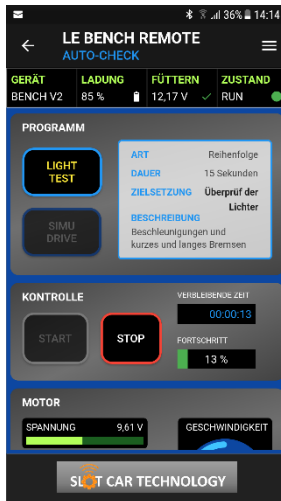 36% 14:14
LE BENCH REMOTE
AUTO-CHECK
GERÄT LADUNG FÜTTERN ZUSTAND
BENCH V2 85 % 12,17 V RUN
PROGRAMM
LIGHT
TEST
SIMU
DRIVE
ART Reihenfolge
DAUER 15 Sekunden
ZIELSETZUNG Überprüf der
Lichter
BESCHREIBUNG
Beschleunigungen und
kurzes und langes Bremsen
KONTROLLE
START
STOP
VERBLEIBENDE ZEIT
00:00:13
FORTSCHRITT
13 %
MOTOR
SPANNUNG 9,61 V
GESCHWINDIGKEIT
SLOT CAR TECHNOLOGY